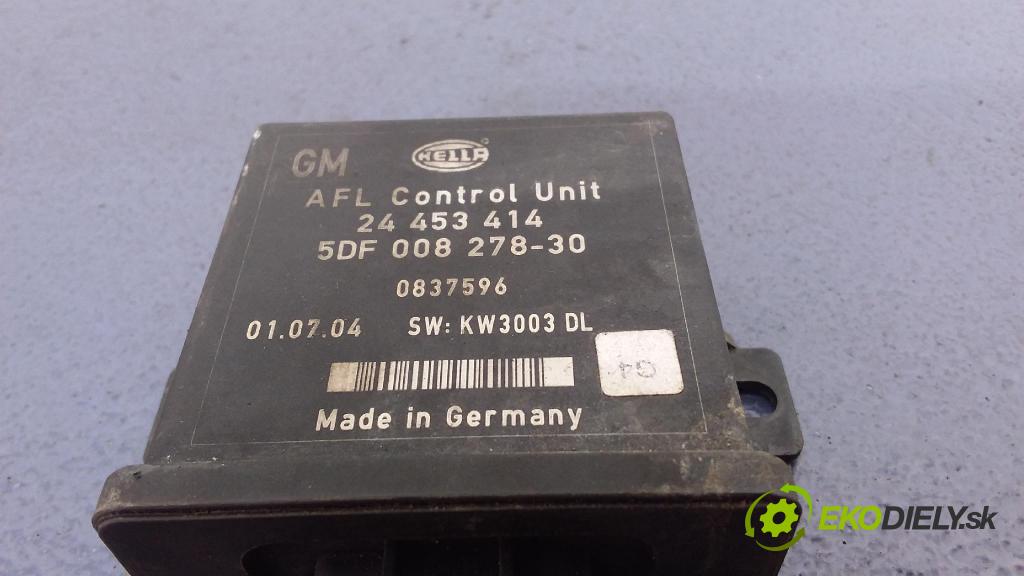 GM HELLA
AFL Control Unit
24 453 414
5DF 008 278-30
0837596
01.07.04 SW: KW3003 DL
G4
Made in Germany
EKODIELY.sk